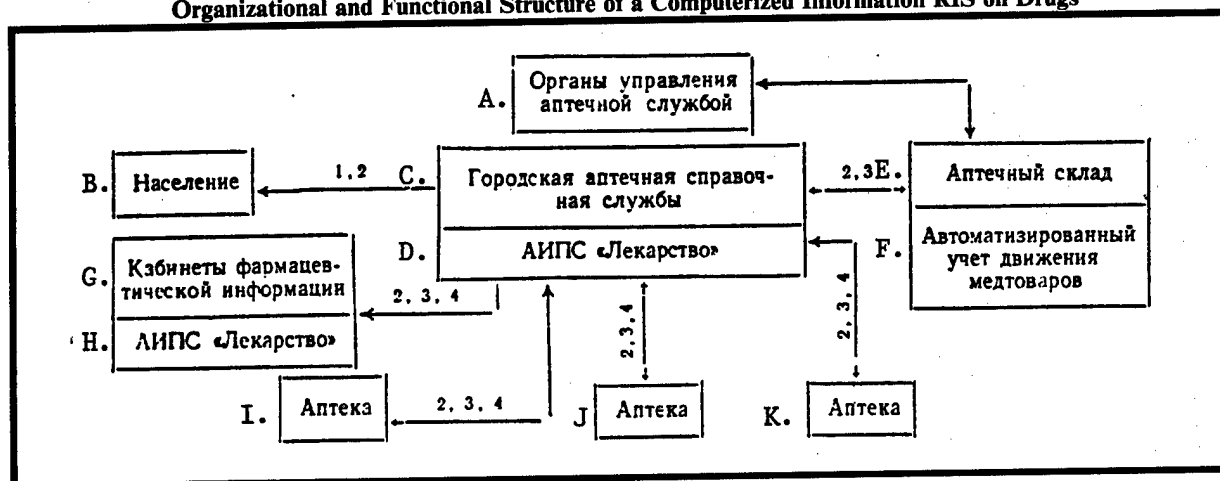 Organizational and Functional Structure of a Computerized Information RIS on Drugs
A. Органы управления
аптечной службой
B. Население
1,2
C. Городская аптечная справоч-
ная службы
2,3 E. Аптечный склад
D. АИПС «Лекарство»
F. Автоматизированный
учет движения
медтоваров
G. Кабинеты фармацев-
тической информации
2, 3, 4
H. АИПС «Лекарство»
2,3,4
2,3,4
I. Аптека
2, 3, 4
J Аптека
K. Аптека